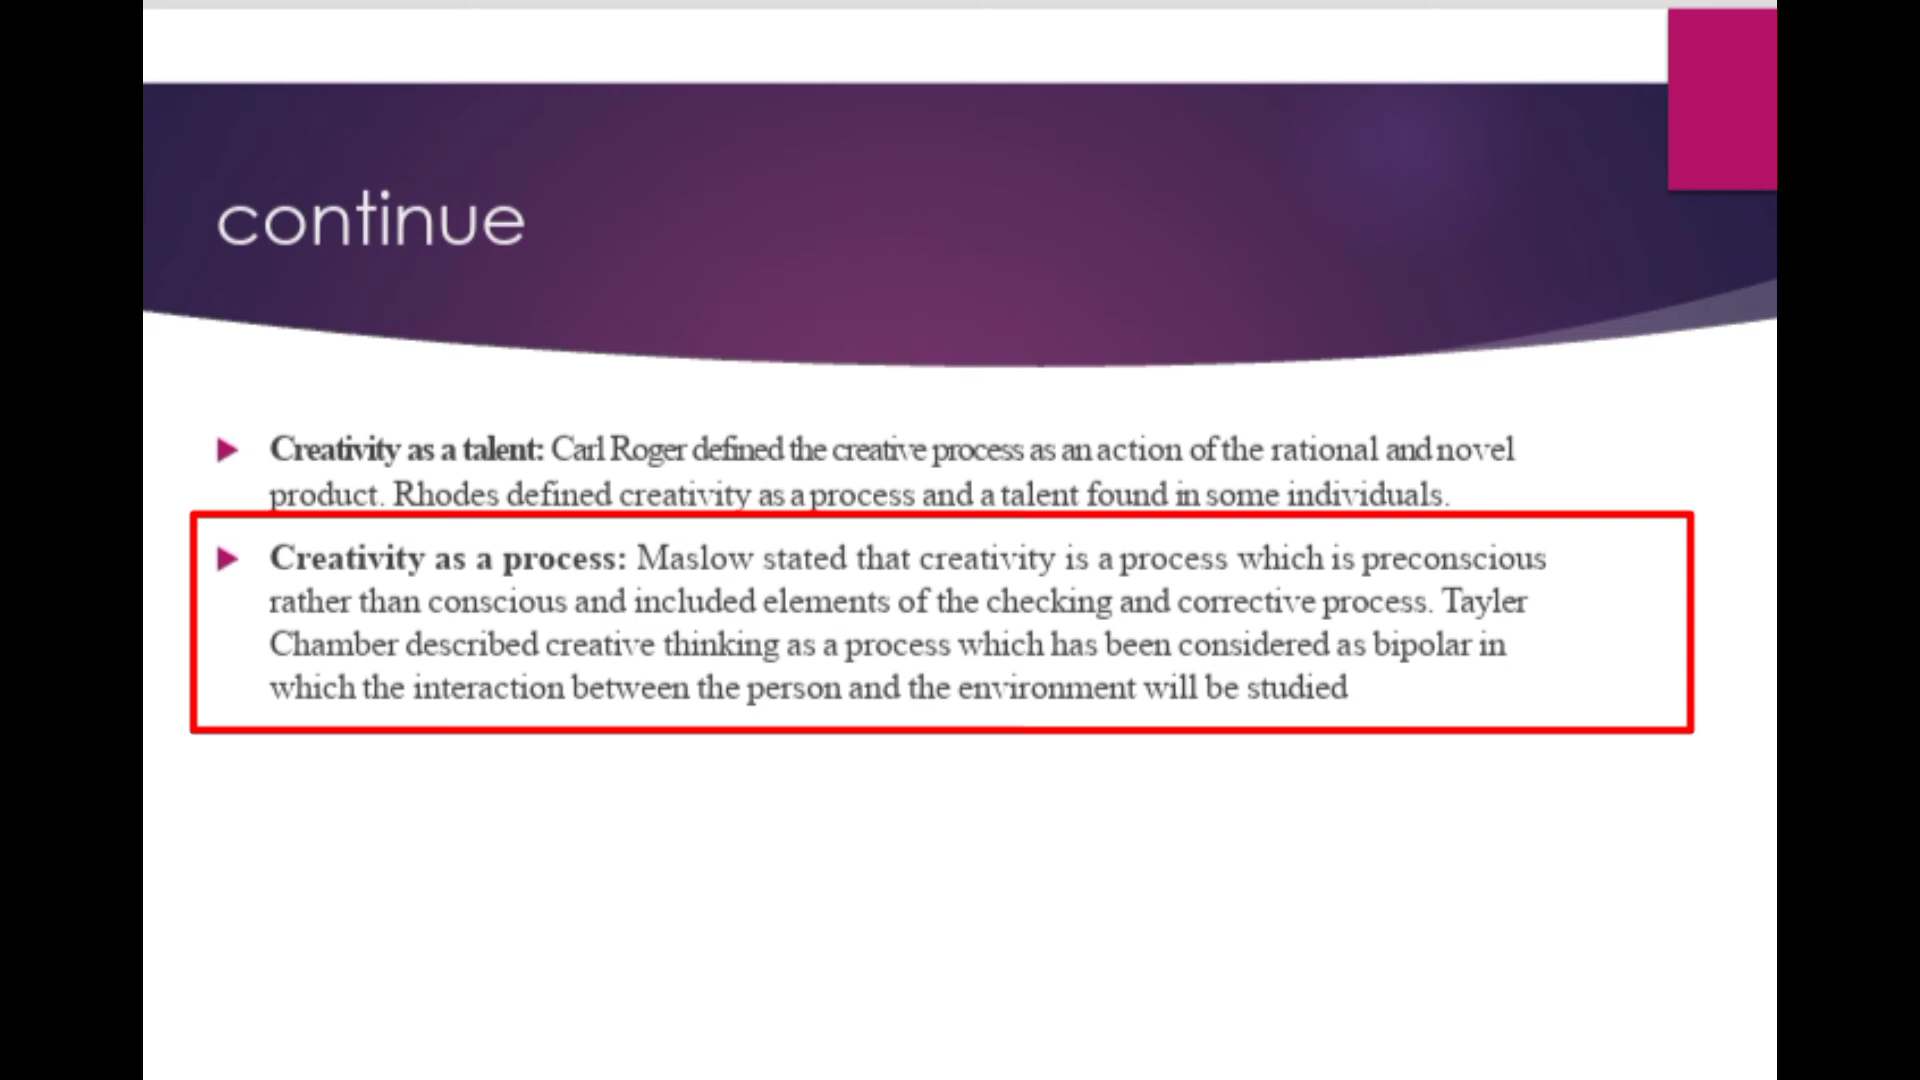 continue
Creativity as a talent: Carl Roger defined the creative process as an action of the rational and novel
product. Rhodes defined creativity as a process and a talent found in some individuals.
Creativity as a process: Maslow stated that creativity is a process which is preconscious
rather than conscious and included elements of the checking and corrective process. Tayler
Chamber described creative thinking as a process which has been considered as bipolar in
which the interaction between the person and the environment will be studied